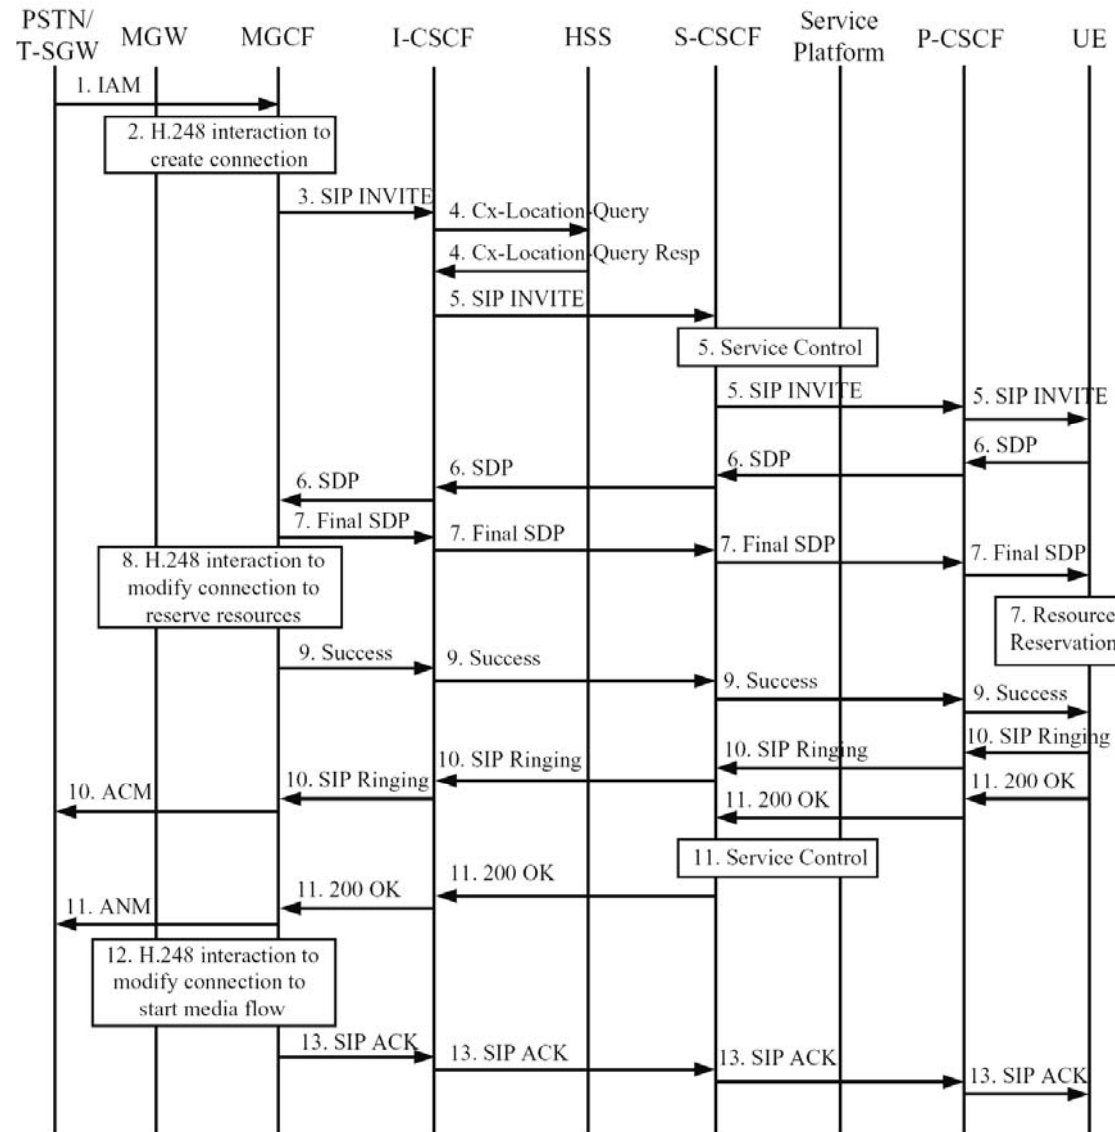 PSTN/
T-SGW
MGW
MGCF
I-CSCF
HSS
S-CSCF
Service
Platform
P-CSCF
UE
1. IAM
2. H.248 interaction to
create connection
3. SIP INVITE
4. Cx-Location-Query
4. Cx-Location-Query Resp
5. SIP INVITE
5. Service Control
5. SIP INVITE
5. SIP INVITE
6. SDP
6. SDP
6. SDP
6. SDP
7. Final SDP
7. Final SDP
7. Final SDP
7. Final SDP
8. H.248 interaction to
modify connection to
reserve resources
7. Resource
Reservation
9. Success
9. Success
9. Success
9. Success
10. SIP Ringing
10. SIP Ringing
10. SIP Ringing
10. SIP Ringing
10. ACM
11. 200 OK
11. 200 OK
11. Service Control
11. 200 OK
11. 200 OK
11. ANM
12. H.248 interaction to
modify connection to
start media flow
13. SIP ACK
13. SIP ACK
13. SIP ACK
13. SIP ACK